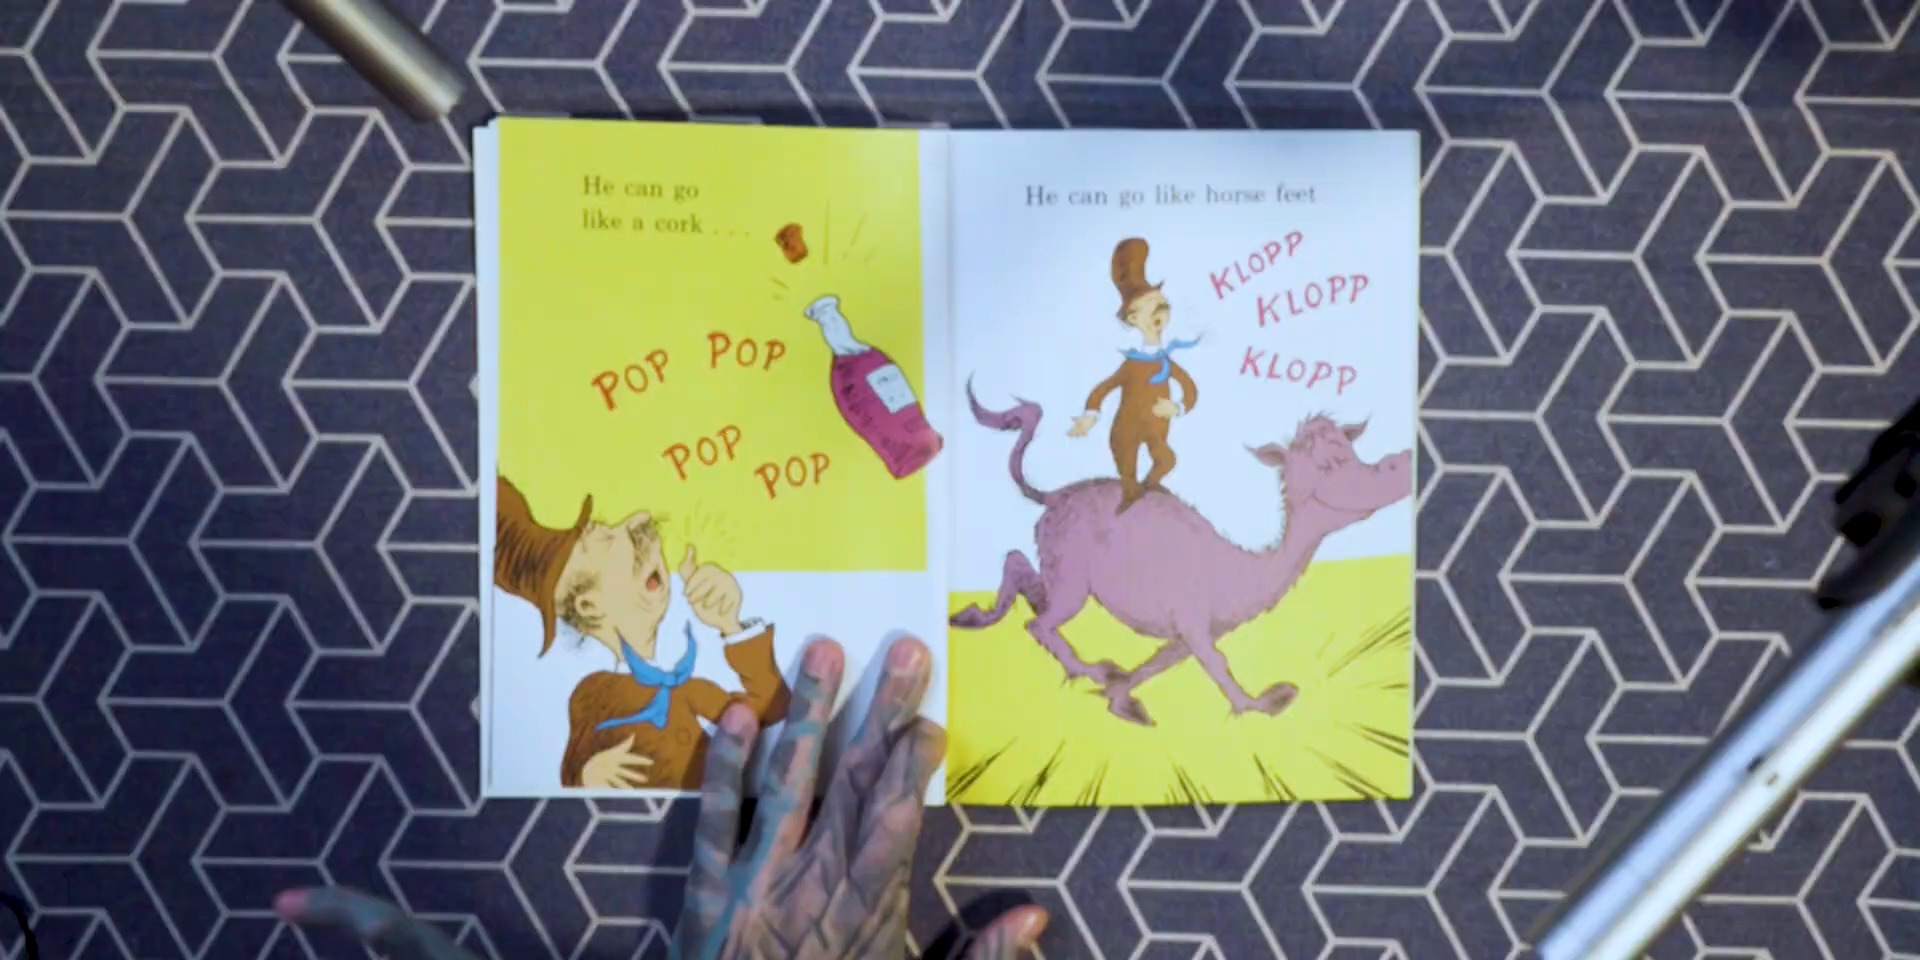 He can go
like a cork . . .
POP POP
POP
POP
He can go like horse feet
KLOPP
KLOPP
KLOPP